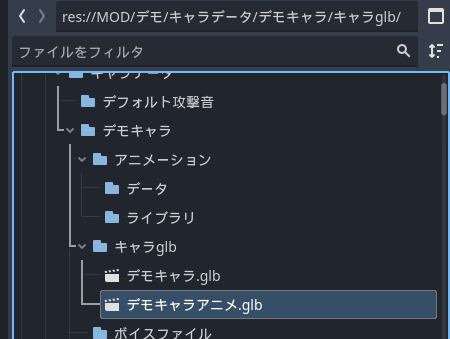 res://MOD/デモ/キャラデータ/デモキャラ/キャラglb/
ファイルをフィルタ
キャラデータ
デフォルト攻撃音
デモキャラ
アニメーション
データ
ライブラリ
キャラglb
デモキャラ.glb
デモキャラアニメ.glb
ボイスファイル